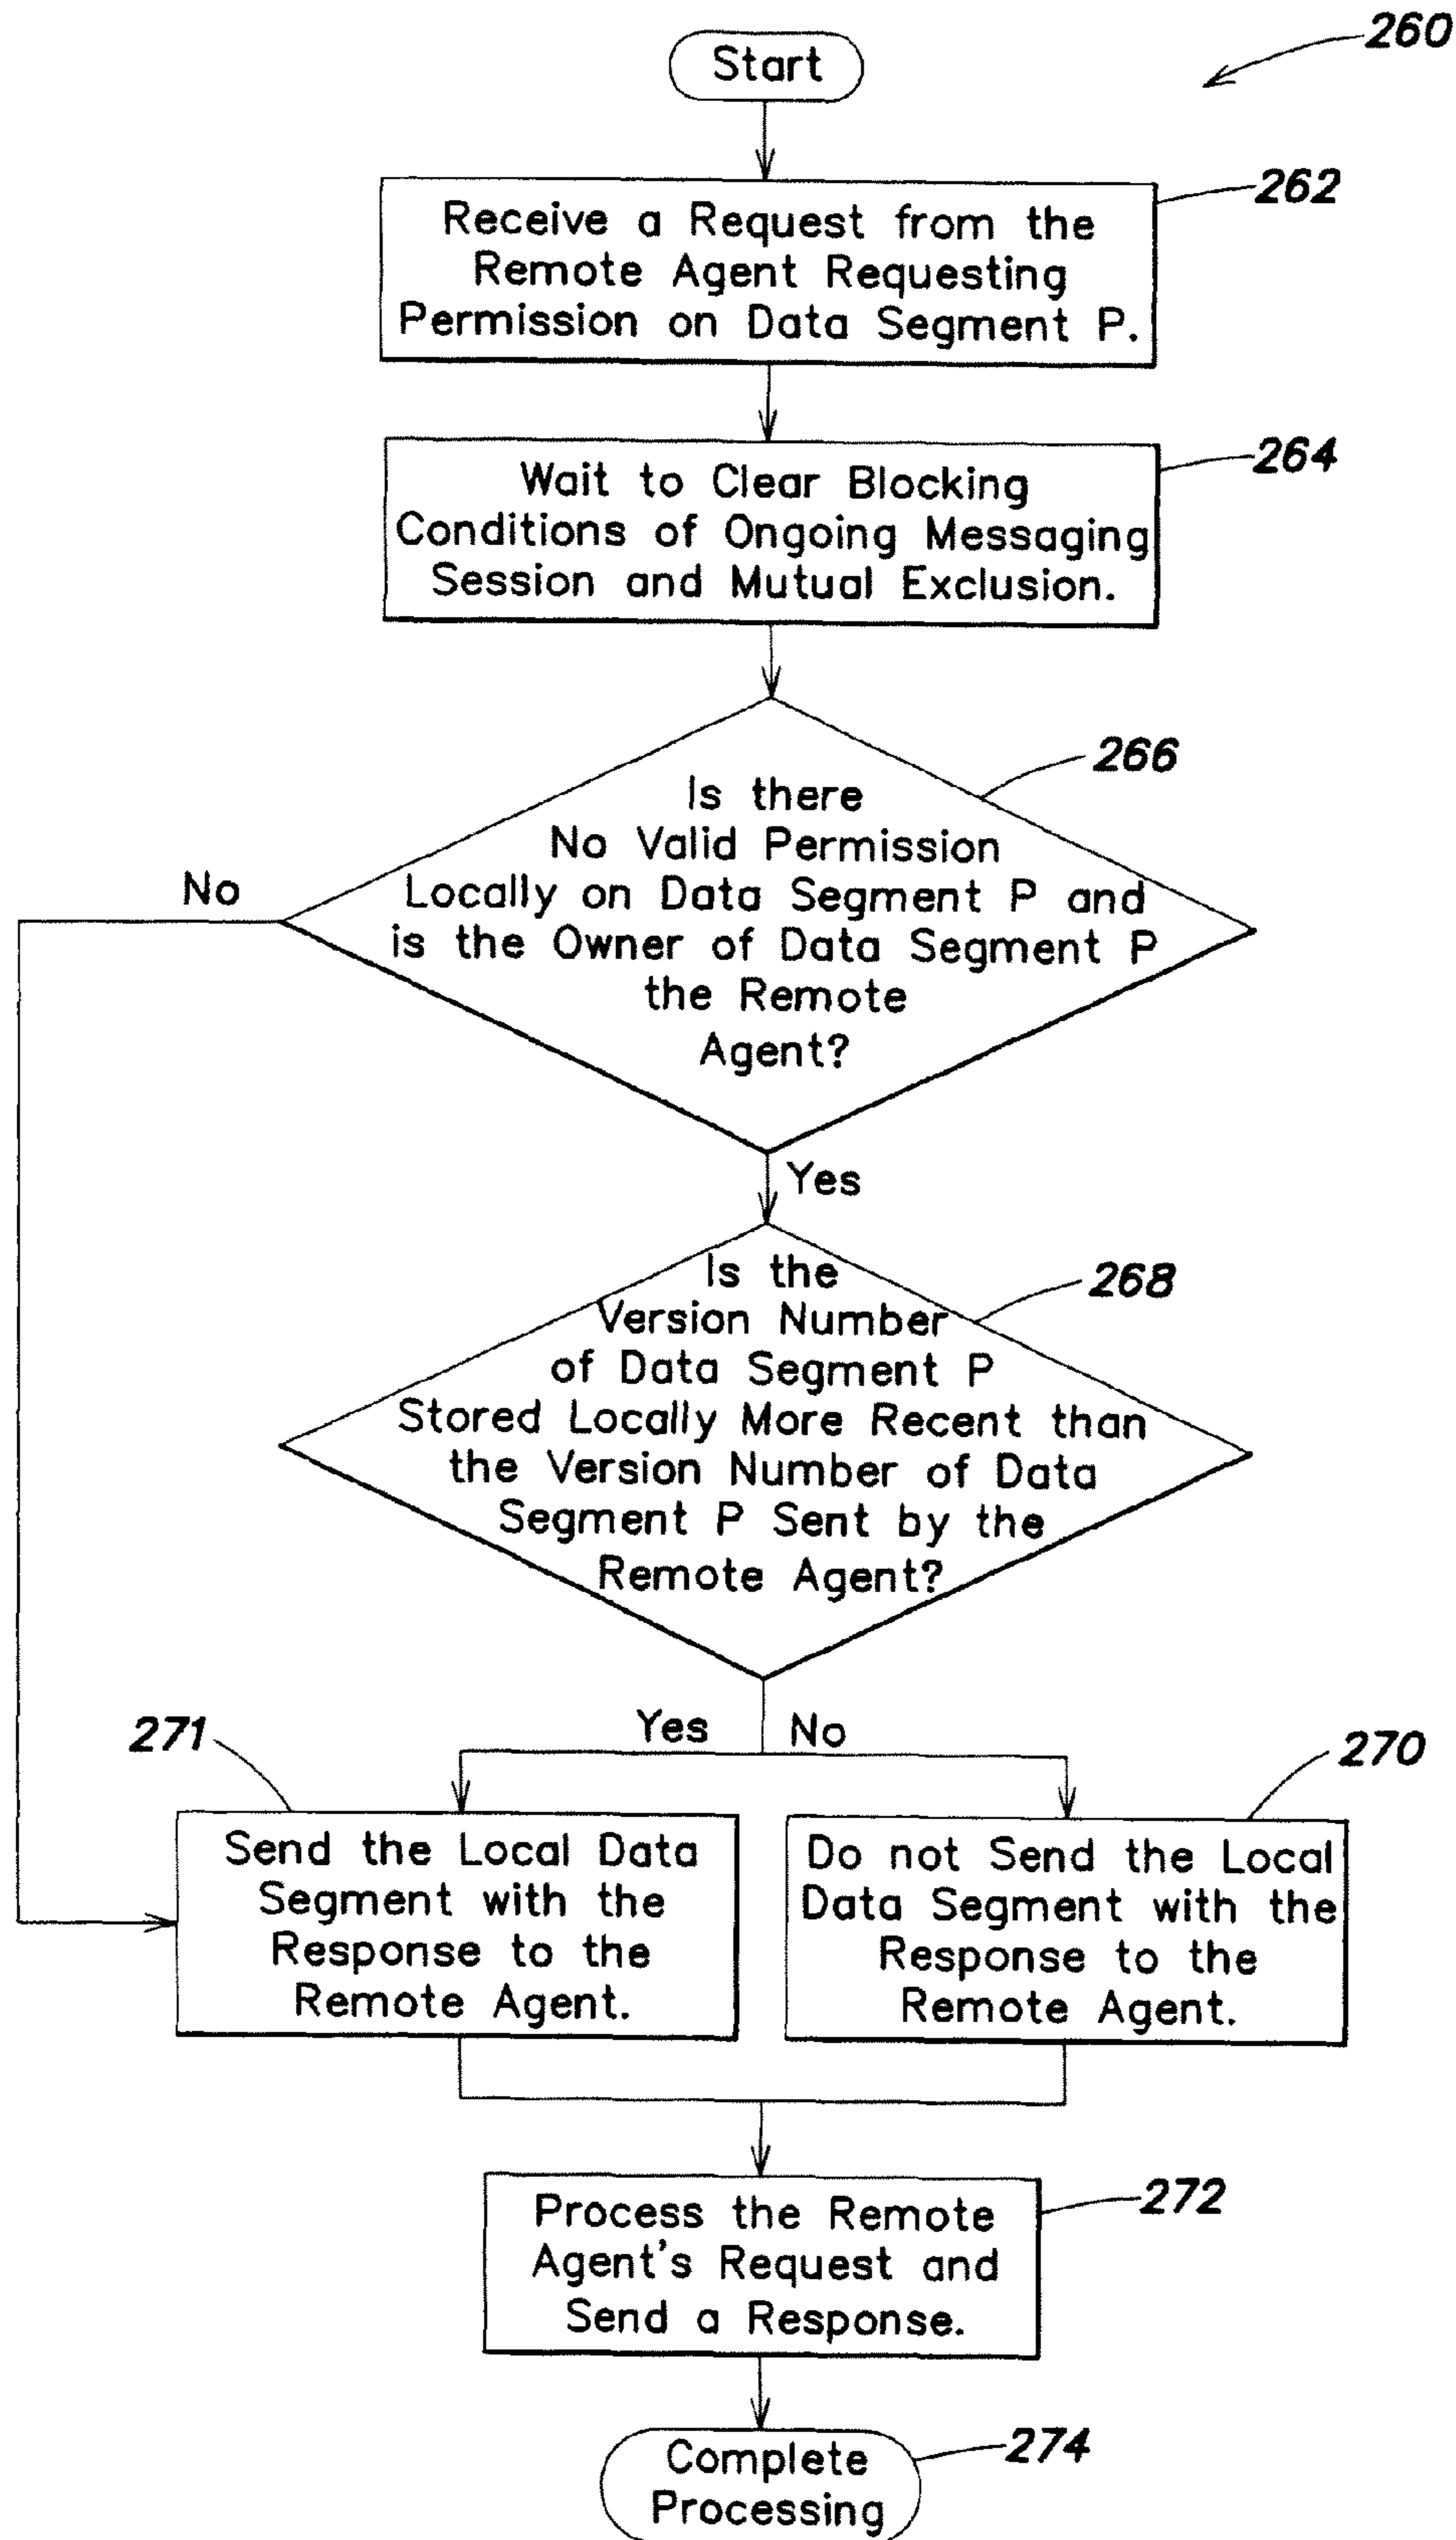 260
Start
262
Receive a Request from the
Remote Agent Requesting
Permission on Data Segment P.
264
Wait to Clear Blocking
Conditions of Ongoing Messaging
Session and Mutual Exclusion.
266
Is there
No Valid Permission
Locally on Data Segment P and
is the Owner of Data Segment P
the Remote
Agent?
No
Yes
268
Is the
Version Number
of Data Segment P
Stored Locally More Recent than
the Version Number of Data
Segment P Sent by the
Remote Agent?
Yes No
271
270
Send the Local Data
Segment with the
Response to the
Remote Agent.
Do not Send the Local
Data Segment with the
Response to the
Remote Agent.
272
Process the Remote
Agent's Request and
Send a Response.
274
Complete
Processing